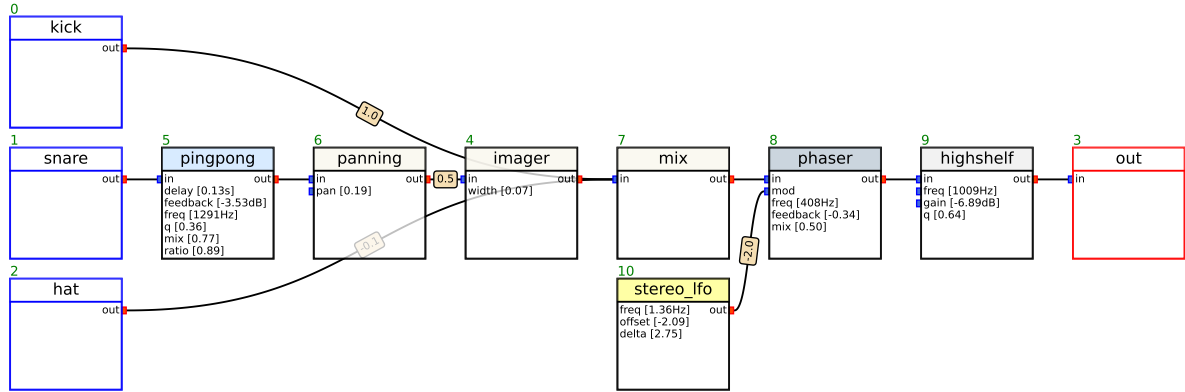 0
kick
out
1.0
1
snare
out
5
pingpong
in out
delay [0.13s]
feedback [-3.53dB]
freq [1291Hz]
q [0.36]
mix [0.77]
ratio [0.89]
6
panning
in out
pan [0.19]
0.5
4
imager
in out
width [0.07]
7
mix
in out
8
phaser
in out
mod
freq [408Hz]
feedback [-0.34]
mix [0.50]
9
highshelf
in out
freq [1009Hz]
gain [-6.89dB]
q [0.64]
3
out
in
2
hat
out
-0.1
10
stereo_lfo
freq [1.36Hz] out
offset [-2.09]
delta [2.75]
-2.0